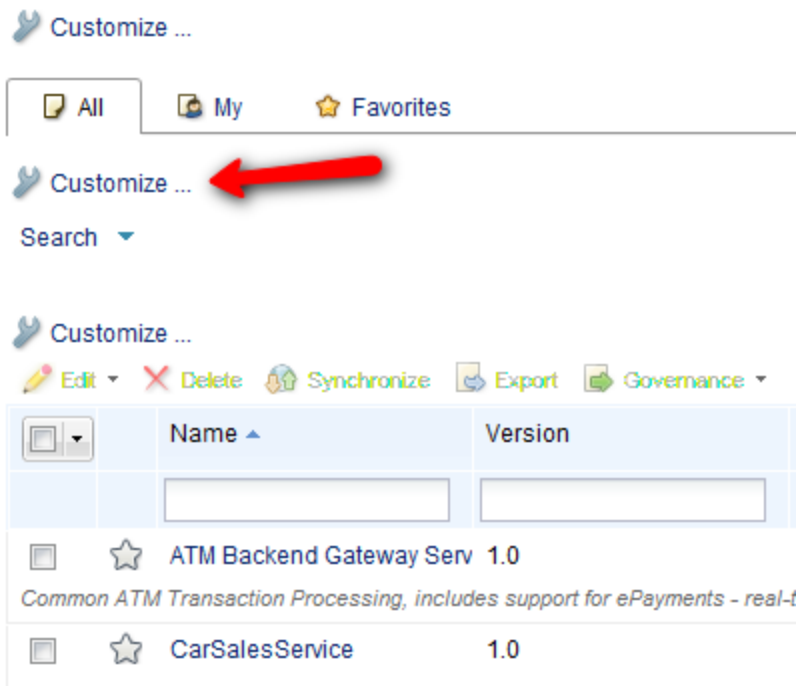 Customize ...
All My Favorites
Customize ...
Search
Customize ...
Edit Delete Synchronize Export Governance
Name Version
ATM Backend Gateway Serv 1.0
Common ATM Transaction Processing, includes support for ePayments - real-t
CarSalesService 1.0